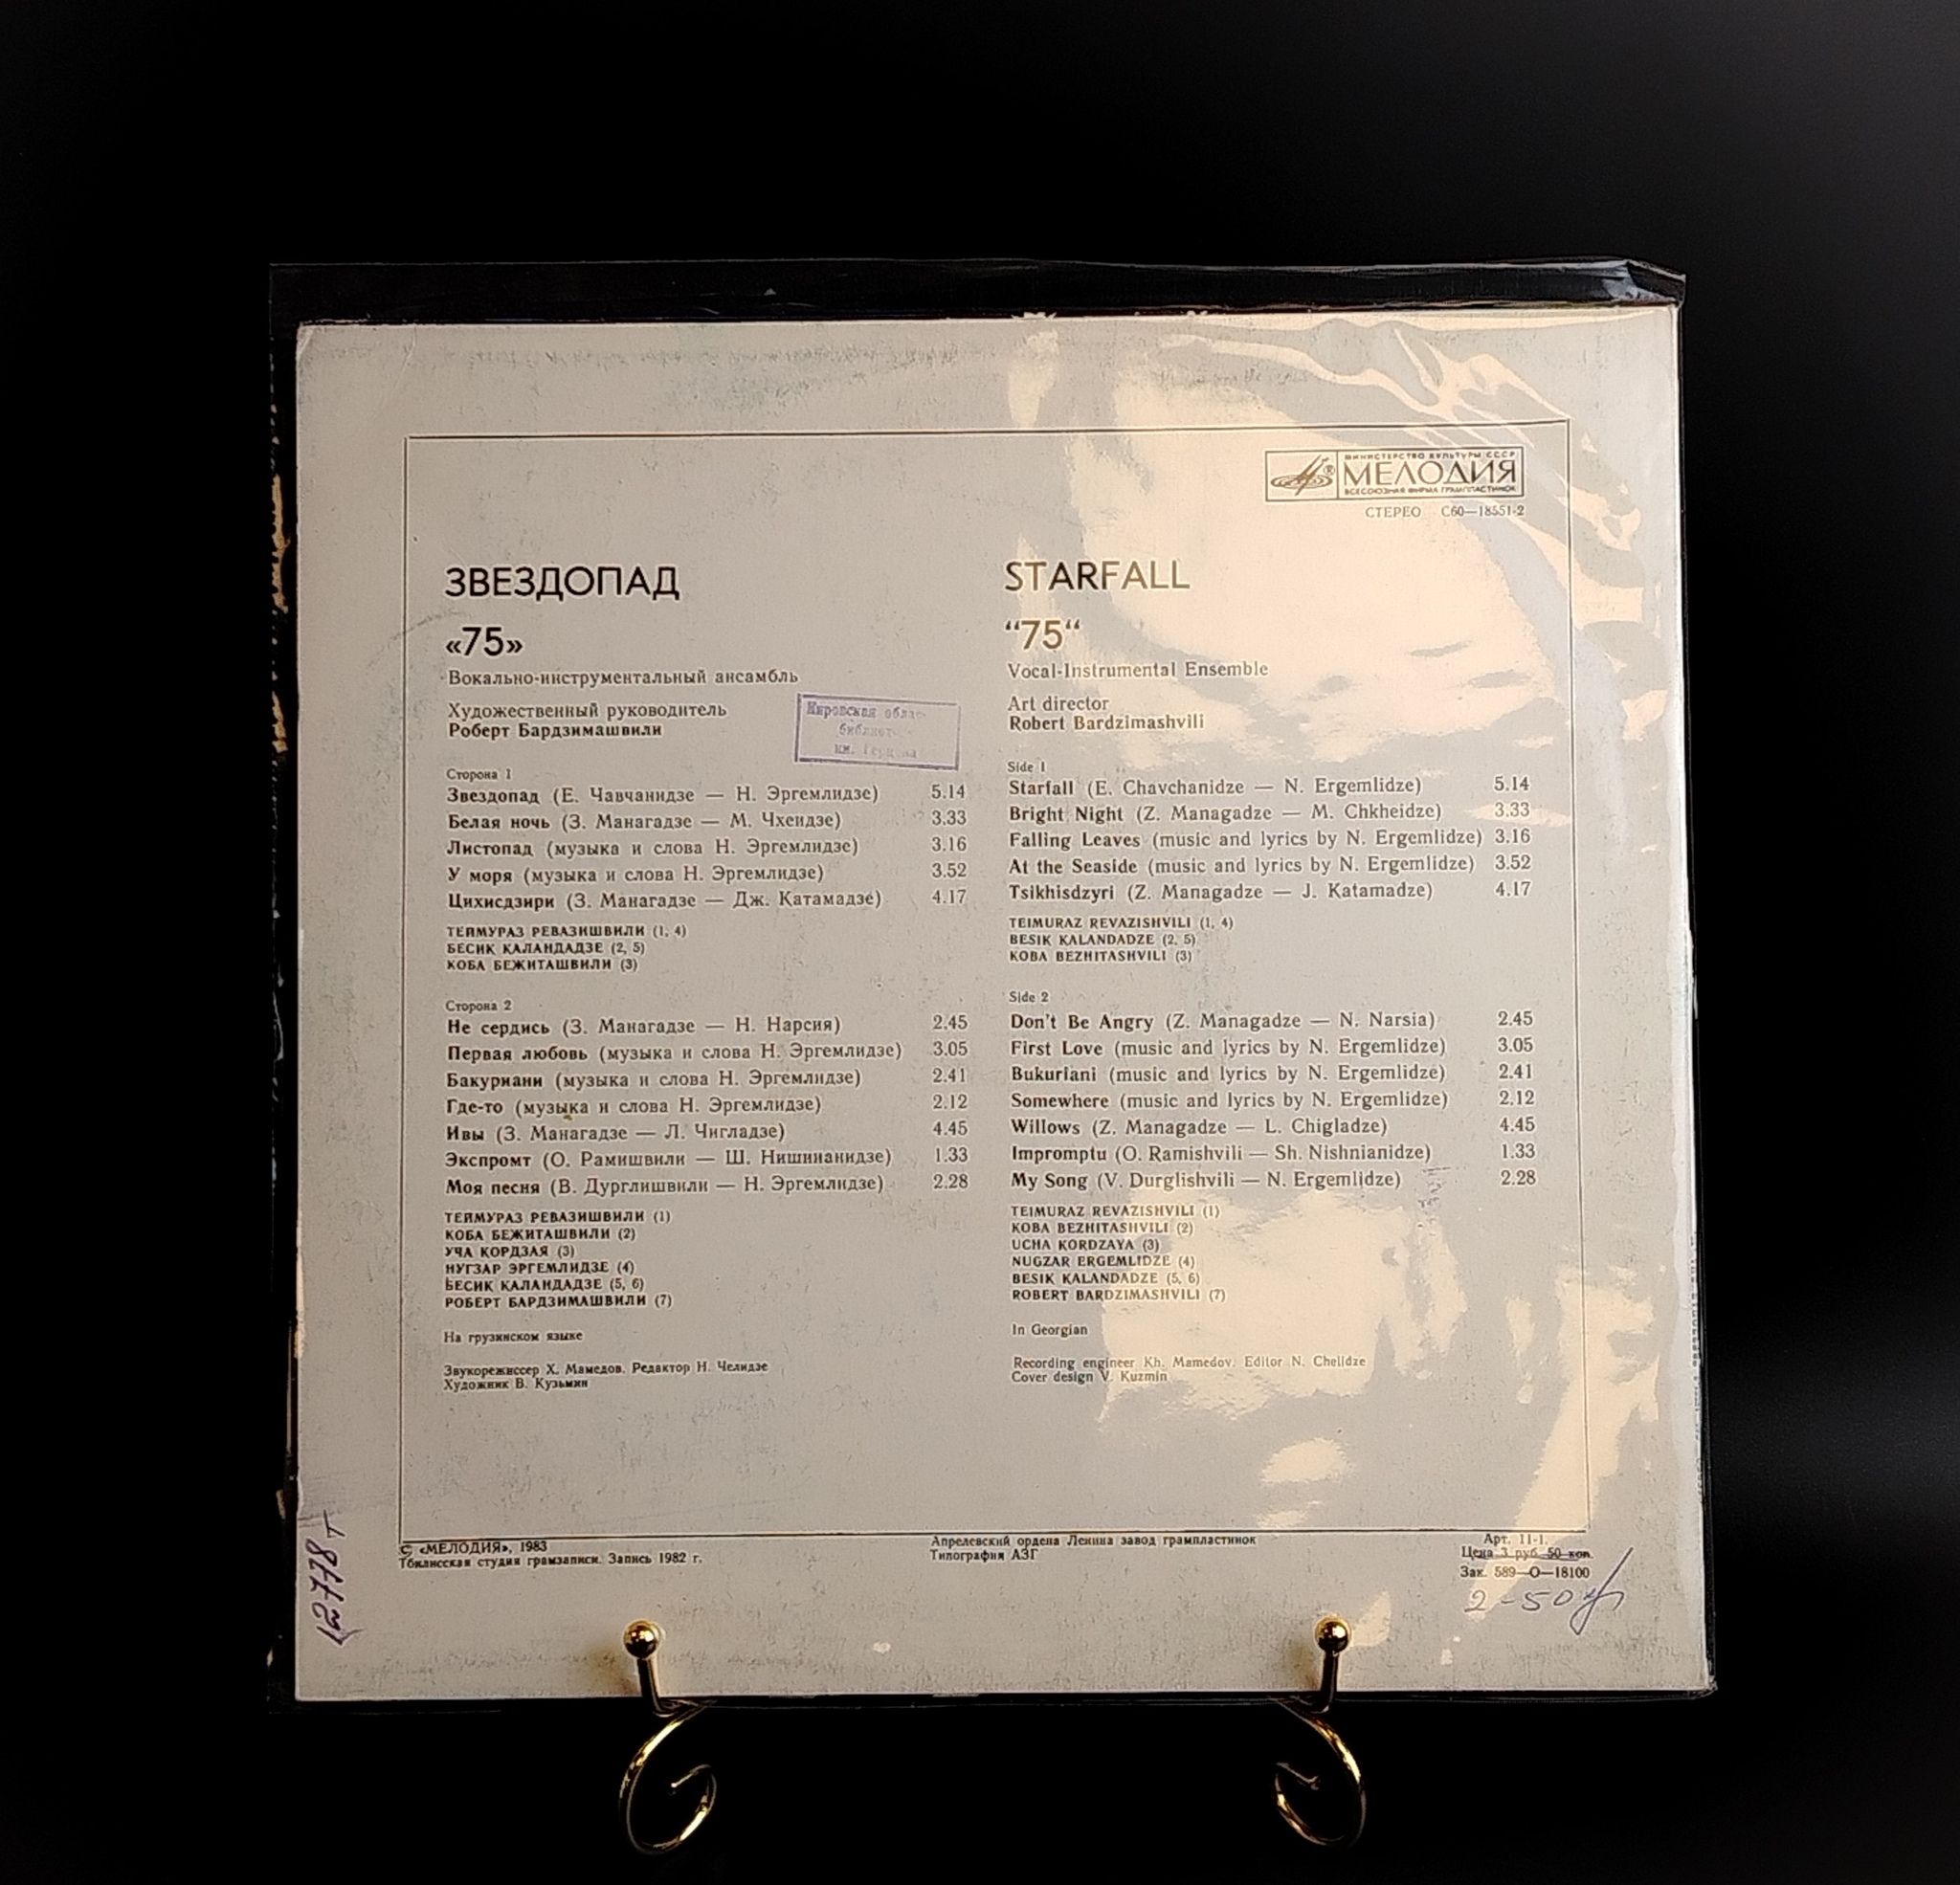 МИНИСТЕРСТВО КУЛЬТУРЫ СССР
МЕЛОДИЯ
ВСЕСОЮЗНАЯ ФИРМА ГРАМПЛАСТИНОК
СТЕРЕО С60—18551-2
ЗВЕЗДОПАД
«75»
Вокально-инструментальный ансамбль
Художественный руководитель
Роберт Бардзимашвили
Кировская
им.
Сторона 1
Звездопад (Е. Чавчанидзе — Н. Эргемлидзе) 5.14
Белая ночь (З. Манагадзе — М. Чхеидзе) 3.33
Листопад (музыка и слова Н. Эргемлидзе) 3.16
У моря (музыка и слова Н. Эргемлидзе) 3.52
Цихисдзири (З. Манагадзе — Дж. Катамадзе) 4.17
ТЕЙМУРАЗ РЕВАЗИШВИЛИ (1, 4)
БЕСИК КАЛАНДАДЗЕ (2, 5)
КОБА БЕЖИТАШВИЛИ (3)
Сторона 2
Не сердись (З. Манагадзе — Н. Нарсия) 2.45
Первая любовь (музыка и слова Н. Эргемлидзе) 3.05
Бакуриани (музыка и слова Н. Эргемлидзе) 2.41
Где-то (музыка и слова Н. Эргемлидзе) 2.12
Ивы (З. Манагадзе — Л. Чигладзе) 4.45
Экспромт (О. Рамишвили — Ш. Нишнианидзе) 1.33
Моя песня (В. Дурглишвили — Н. Эргемлидзе) 2.28
ТЕЙМУРАЗ РЕВАЗИШВИЛИ (1)
КОБА БЕЖИТАШВИЛИ (2)
УЧА КОРДЗАЯ (3)
НУГЗАР ЭРГЕМЛИДЗЕ (4)
БЕСИК КАЛАНДАДЗЕ (5, 6)
РОБЕРТ БАРДЗИМАШВИЛИ (7)
На грузинском языке
Звукорежиссер Х. Мамедов. Редактор Н. Челидзе
Художник В. Кузьмин
STARFALL
“75“
Vocal-Instrumental Ensemble
Art director
Robert Bardzimashvili
Side 1
Starfall (E. Chavchanidze — N. Ergemlidze) 5.14
Bright Night (Z. Managadze — M. Chkheidze) 3.33
Falling Leaves (music and lyrics by N. Ergemlidze) 3.16
At the Seaside (music and lyrics by N. Ergemlidze) 3.52
Tsikhisdzyri (Z. Managadze — J. Katamadze) 4.17
TEIMURAZ REVAZISHVILI (1, 4)
BESIK KALANDADZE (2, 5)
KOBA BEZHITASHVILI (3)
Side 2
Don't Be Angry (Z. Managadze — N. Narsia) 2.45
First Love (music and lyrics by N. Ergemlidze) 3.05
Bukuriani (music and lyrics by N. Ergemlidze) 2.41
Somewhere (music and lyrics by N. Ergemlidze) 2.12
Willows (Z. Managadze — L. Chigladze) 4.45
Impromptu (O. Ramishvili — Sh. Nishnianidze) 1.33
My Song (V. Durglishvili — N. Ergemlidze) 2.28
TEIMURAZ REVAZISHVILI (1)
KOBA BEZHITASHVILI (2)
UCHA KORDZAYA (3)
NUGZAR ERGEMLIDZE (4)
BESIK KALANDADZE (5, 6)
ROBERT BARDZIMASHVILI (7)
In Georgian
Recording engineer Kh. Mamedov. Editor N. Chelidze
Cover design V. Kuzmin
12778 т
© «МЕЛОДИЯ», 1983
Тбилисская студия грамзаписи. Запись 1982 г.
Апрелевский ордена Ленина завод грампластинок
Типография АЗГ
Арт. 11-1.
Цена 3 руб. 50 коп.
Зак. 589—О—18100
2-50